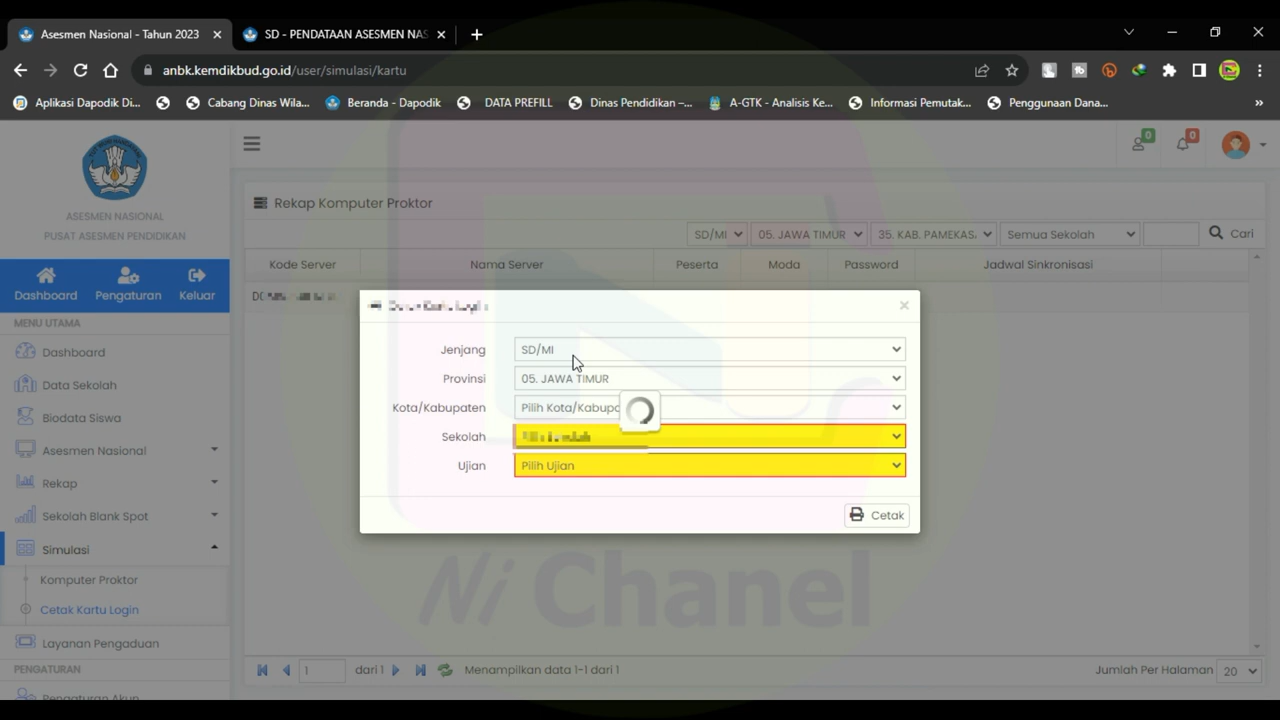 Asesmen Nasional - Tahun 2023
SD - PENDATAAN ASESMEN NAS
anbk.kemdikbud.go.id/user/simulasi/kartu
Aplikasi Dapodik Di... Cabang Dinas Wila... Beranda - Dapodik DATA PREFILL Dinas Pendidikan –... A-GTK - Analisis Ke... Informasi Pemutak... Penggunaan Dana... »
ASESMEN NASIONAL
PUSAT ASESMEN PENDIDIKAN
Dashboard Pengaturan Keluar
MENU UTAMA
Dashboard
Data Sekolah
Biodata Siswa
Asesmen Nasional
Rekap
Sekolah Blank Spot
Simulasi
Komputer Proktor
Cetak Kartu Login
Layanan Pengaduan
PENGATURAN
Pengaturan Akun
0 0
Rekap Komputer Proktor
SD/MI 05. JAWA TIMUR 35. KAB. PAMEKAS Semua Sekolah Cari
Kode Server Nama Server Peserta Moda Password Jadwal Sinkronisasi
Jenjang SD/MI
Provinsi 05. JAWA TIMUR
Kota/Kabupaten Pilih
Sekolah
Ujian Pilih Ujian
Cetak
Ni Chanel
1 dari 1 Menampilkan data 1-1 dari 1 Jumlah Per Halaman 20